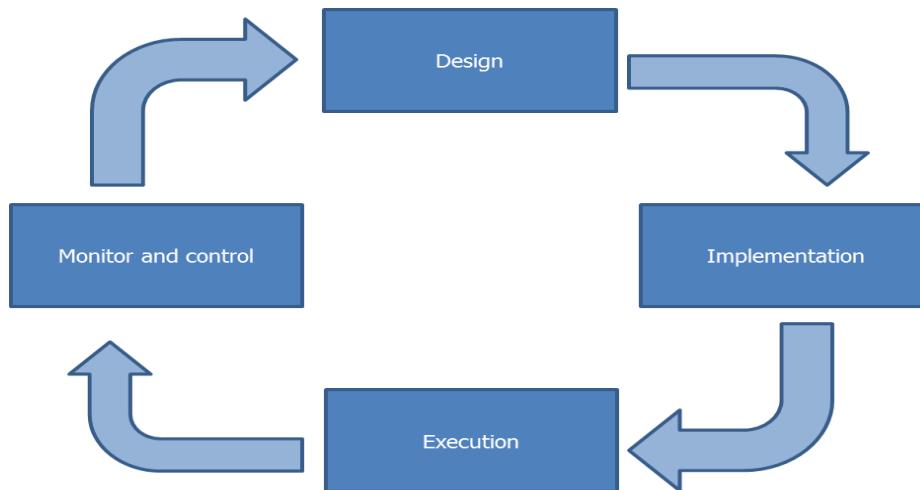 Design
Monitor and control
Implementation
Execution